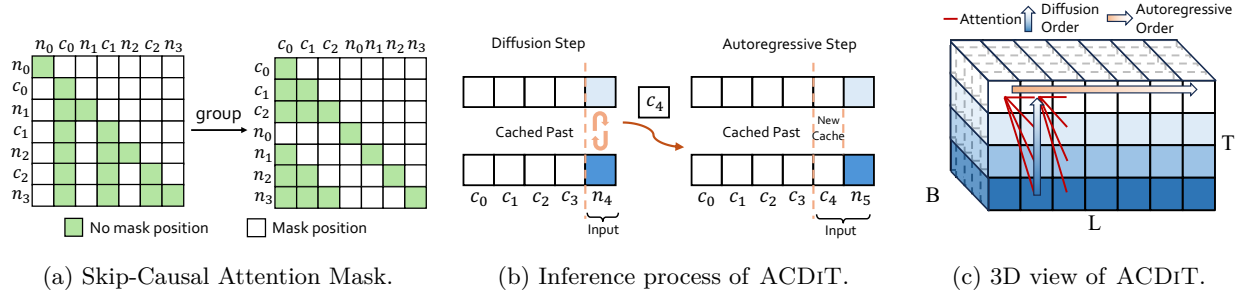 n₀ c₀ n₁ c₁ n₂ c₂ n₃
n₀
c₀
n₁
c₁
n₂
c₂
n₃
group
c₀ c₁ c₂ n₀ n₁ n₂ n₃
c₀
c₁
c₂
n₀
n₁
n₂
n₃
No mask position
Mask position
(a) Skip-Causal Attention Mask.
Diffusion Step
Cached Past
c₀ c₁ c₂ c₃ n₄
Input
c₄
Autoregressive Step
Cached Past
New
Cache
c₀ c₁ c₂ c₃ c₄ n₅
Input
(b) Inference process of ACDIT.
Attention
Diffusion
Order
Autoregressive
Order
T
B
L
(c) 3D view of ACDIT.